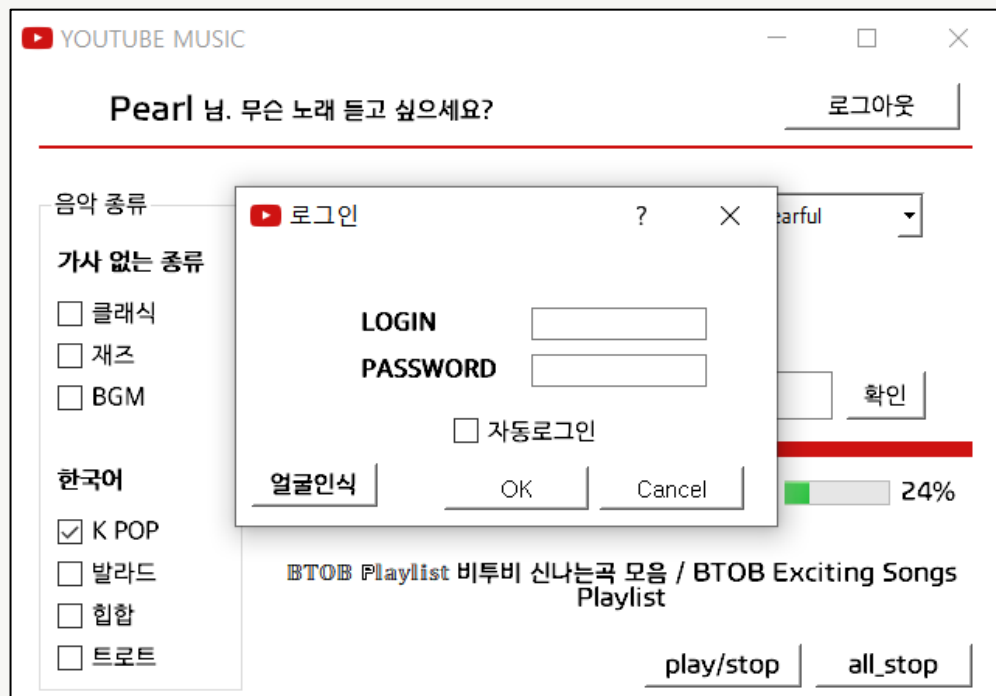 YOUTUBE MUSIC
Pearl 님. 무슨 노래 듣고 싶으세요?
로그아웃
음악 종류
가사 없는 종류
클래식
재즈
BGM
한국어
K POP
발라드
힙합
트로트
로그인
?
LOGIN
PASSWORD
자동로그인
얼굴인식
OK
Cancel
earful
확인
24%
𝔹𝕋𝕆𝔹 ℙ𝕝𝕒𝕪𝕝𝕚𝕤𝕥 비투비 신나는곡 모음 / BTOB Exciting Songs
Playlist
play/stop
all_stop